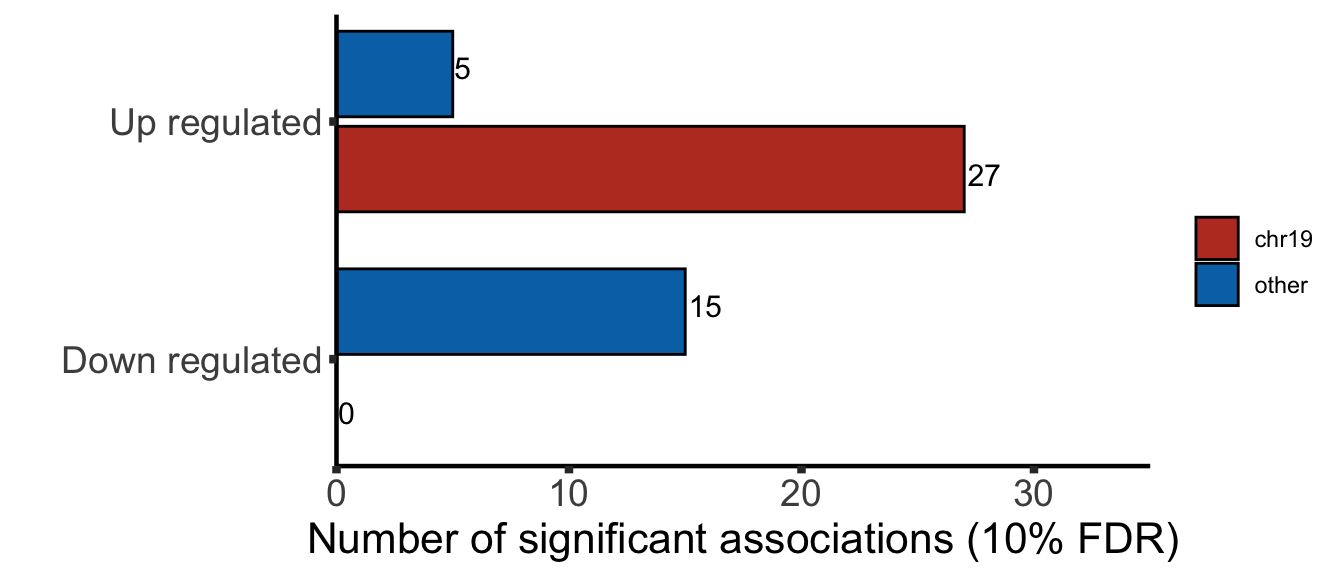 5
Up regulated
27
chr19
other
15
Down regulated
0
0 10 20 30
Number of significant associations (10% FDR)